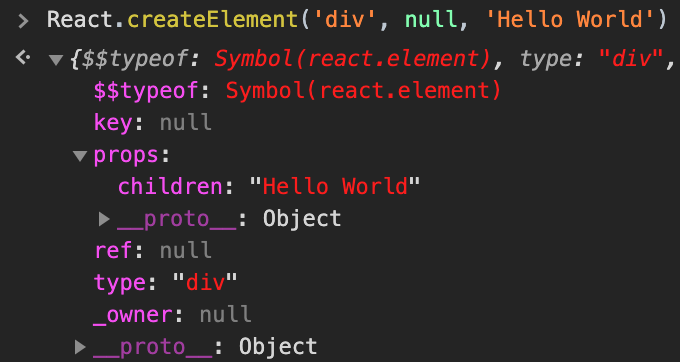 React.createElement('div', null, 'Hello World')
{$$typeof: Symbol(react.element), type: "div",
$$typeof: Symbol(react.element)
key: null
props:
children: "Hello World"
__proto__: Object
ref: null
type: "div"
_owner: null
__proto__: Object